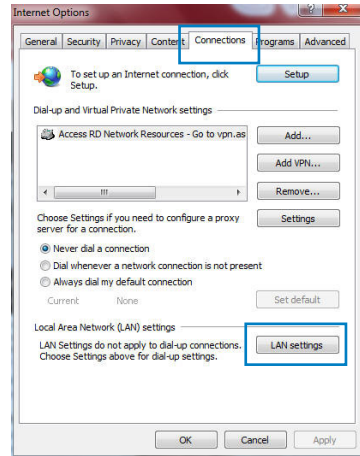 Internet Options
General Security Privacy Content Connections Programs Advanced
To set up an Internet connection, click
Setup.
Setup
Dial-up and Virtual Private Network settings
Access RD Network Resources - Go to vpn.as
Add...
Add VPN...
Remove...
Choose Settings if you need to configure a proxy
server for a connection.
Settings
Never dial a connection
Dial whenever a network connection is not present
Always dial my default connection
Current None
Set default
Local Area Network (LAN) settings
LAN Settings do not apply to dial-up connections.
Choose Settings above for dial-up settings.
LAN settings
OK Cancel Apply